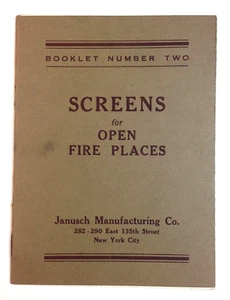 BOOKLET NUMBER TWO
SCREENS
for
OPEN
FIRE PLACES
Janusch Manufacturing Co.
282-290 East 135th Street
New York City